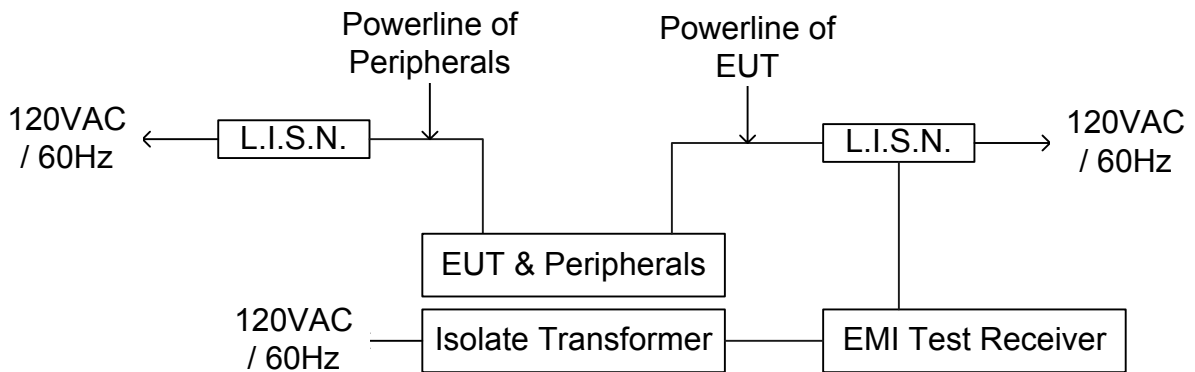 Powerline of
Peripherals
Powerline of
EUT
120VAC
/ 60Hz
L.I.S.N.
L.I.S.N.
120VAC
/ 60Hz
EUT & Peripherals
120VAC
/ 60Hz
Isolate Transformer
EMI Test Receiver